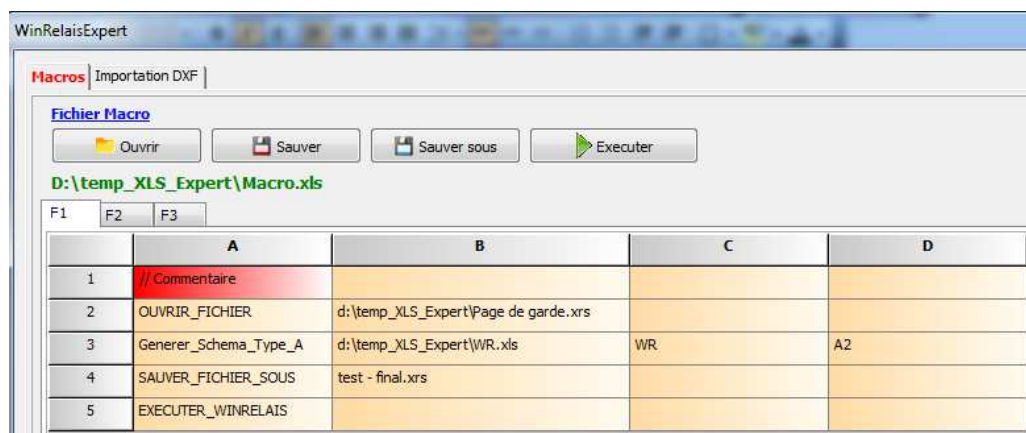 WinRelaisExpert
Macros Importation DXF
Fichier Macro
Ouvrir Sauver Sauver sous Executer
D:\temp_XLS_Expert\Macro.xls
F1 F2 F3
A B C D
1 // Commentaire
2 OUVRIR_FICHIER d:\temp_XLS_Expert\Page de garde.xrs
3 Generer_Schema_Type_A d:\temp_XLS_Expert\WR.xls WR A2
4 SAUVER_FICHIER_SOUS test - final.xrs
5 EXECUTER_WINRELAIS